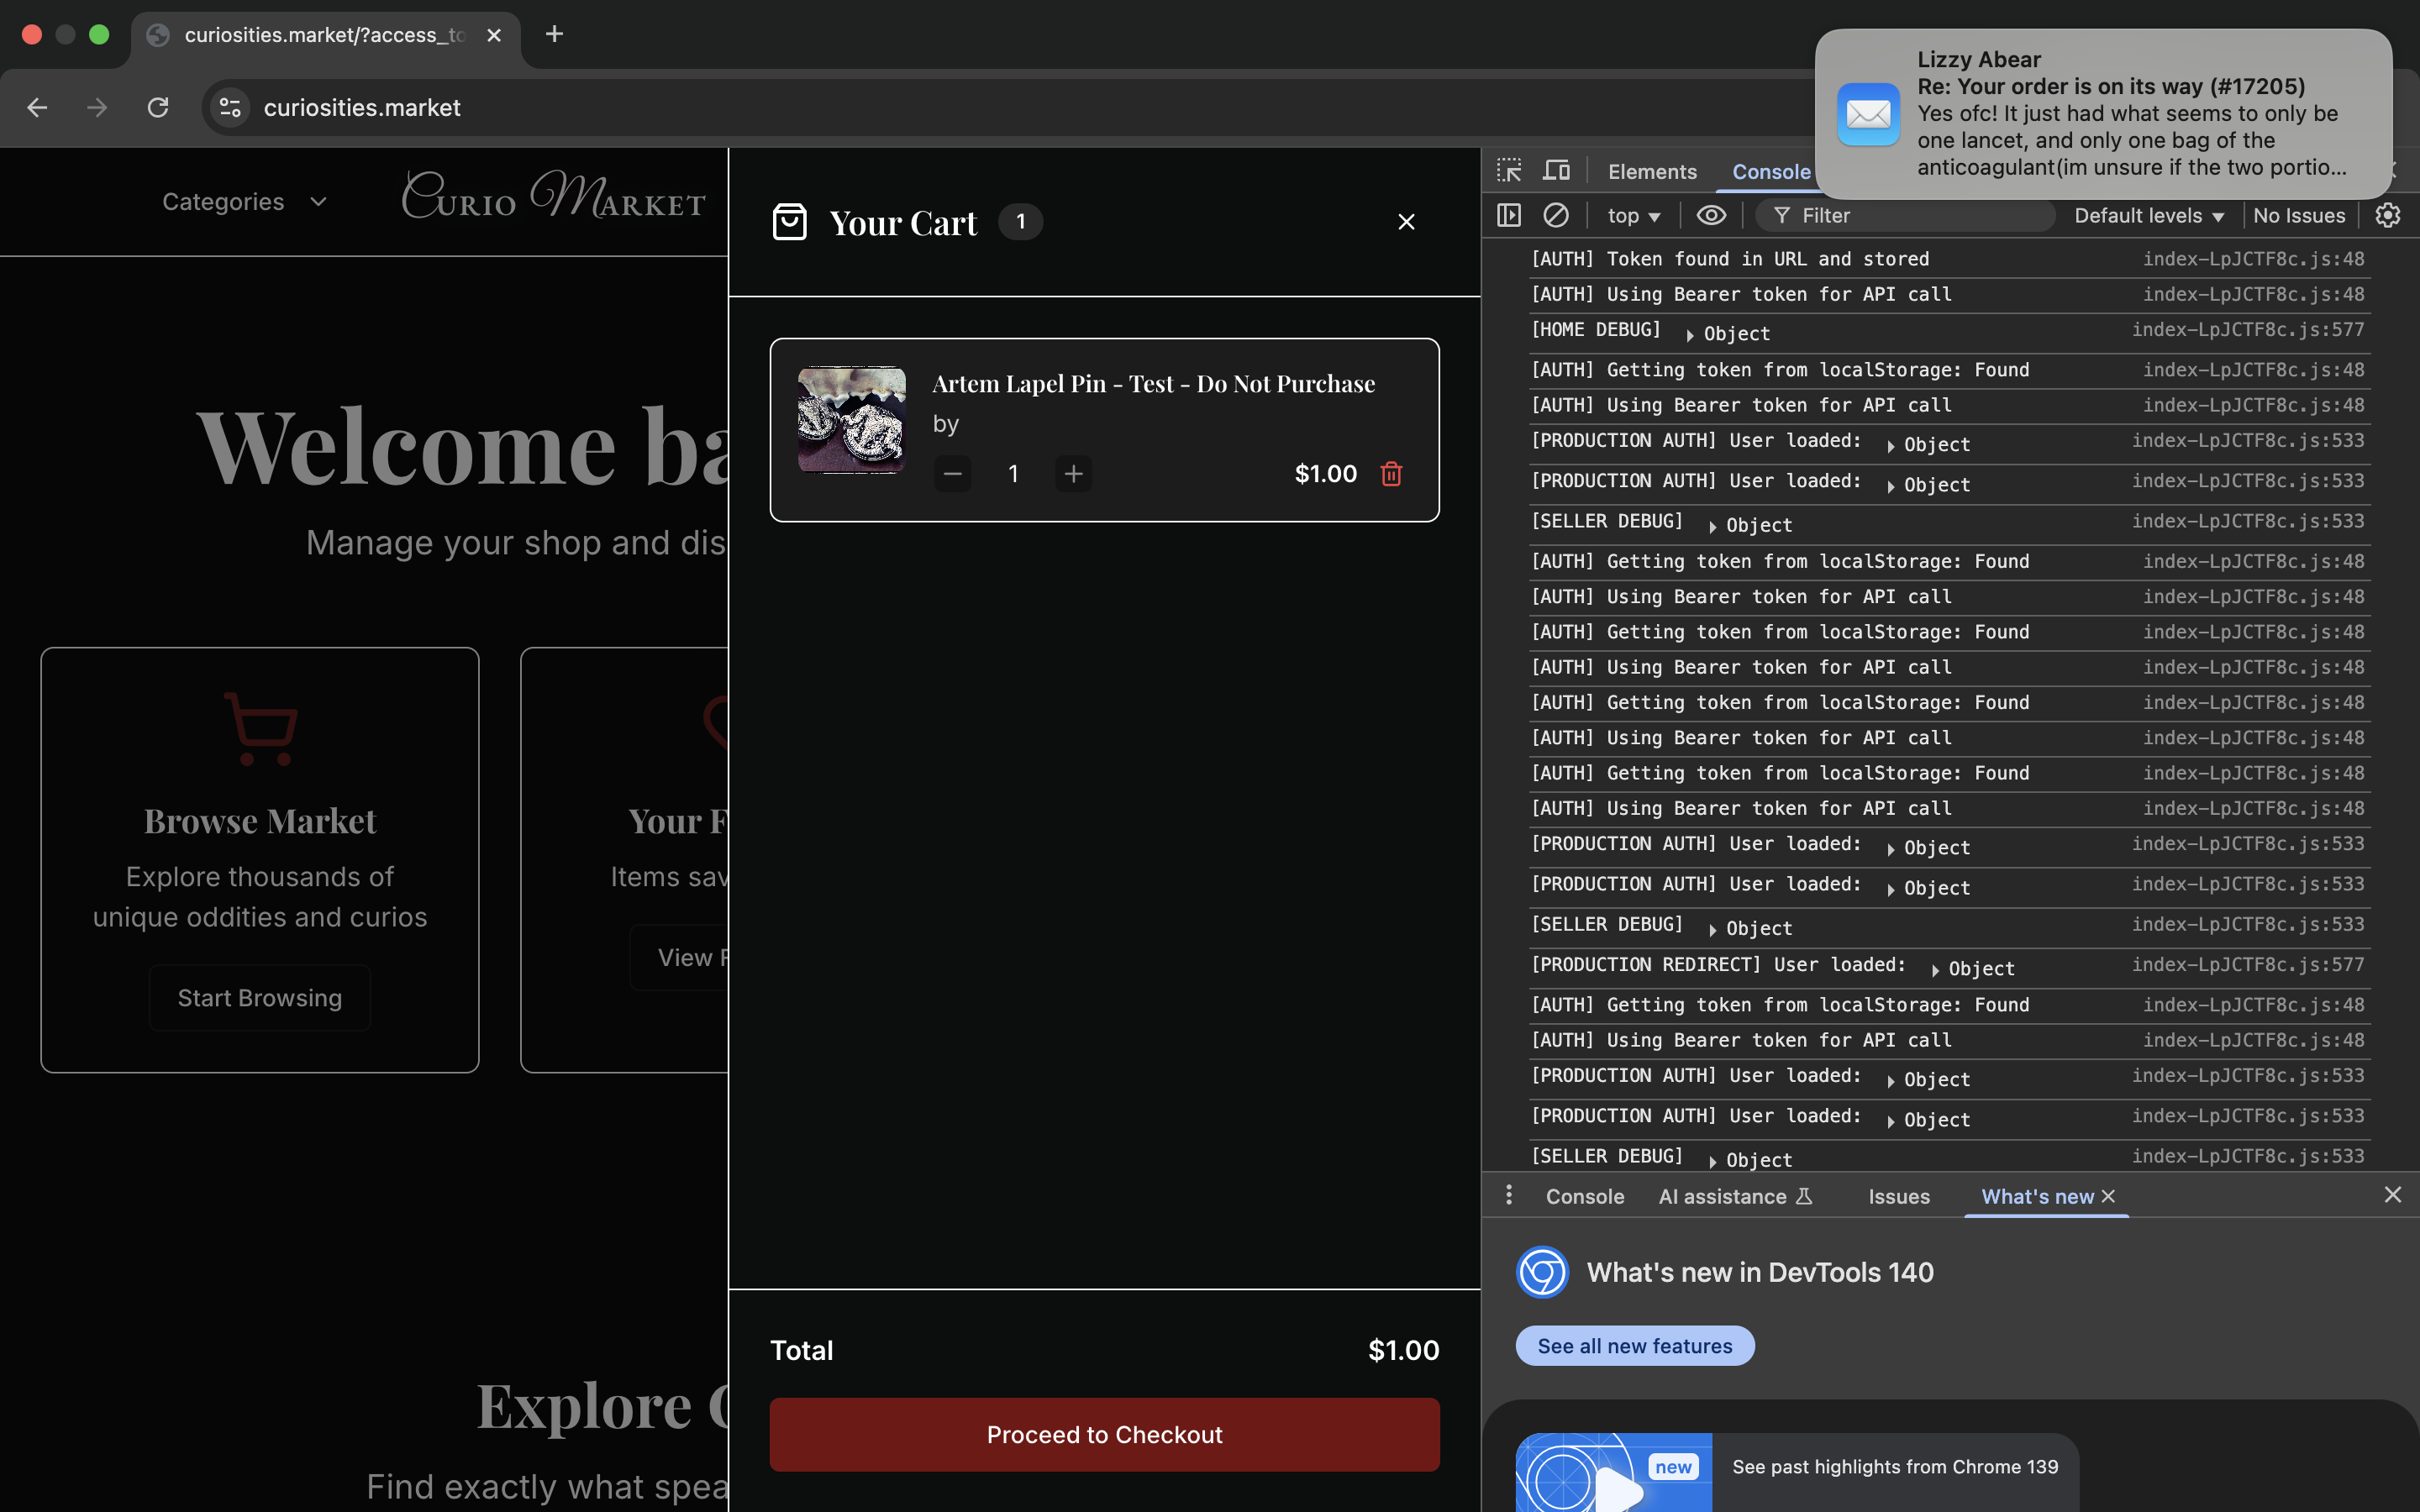 curiosities.market/?access_to
curiosities.market
Lizzy Abear
Re: Your order is on its way (#17205)
Yes ofc! It just had what seems to only be
one lancet, and only one bag of the
anticoagulant(im unsure if the two portio...
Categories
Curio Market
Welcome ba
Manage your shop and dis
Browse Market
Explore thousands of
unique oddities and curios
Start Browsing
Your F
Items sav
View F
Explore
Find exactly what spea
Your Cart 1
Artem Lapel Pin - Test - Do Not Purchase
by
1
$1.00
Total $1.00
Proceed to Checkout
Elements Console
top Filter Default levels No Issues
[AUTH] Token found in URL and stored index-LpJCTF8c.js:48
[AUTH] Using Bearer token for API call index-LpJCTF8c.js:48
[HOME DEBUG] Object index-LpJCTF8c.js:577
[AUTH] Getting token from localStorage: Found index-LpJCTF8c.js:48
[AUTH] Using Bearer token for API call index-LpJCTF8c.js:48
[PRODUCTION AUTH] User loaded: Object index-LpJCTF8c.js:533
[PRODUCTION AUTH] User loaded: Object index-LpJCTF8c.js:533
[SELLER DEBUG] Object index-LpJCTF8c.js:533
[AUTH] Getting token from localStorage: Found index-LpJCTF8c.js:48
[AUTH] Using Bearer token for API call index-LpJCTF8c.js:48
[AUTH] Getting token from localStorage: Found index-LpJCTF8c.js:48
[AUTH] Using Bearer token for API call index-LpJCTF8c.js:48
[AUTH] Getting token from localStorage: Found index-LpJCTF8c.js:48
[AUTH] Using Bearer token for API call index-LpJCTF8c.js:48
[AUTH] Getting token from localStorage: Found index-LpJCTF8c.js:48
[AUTH] Using Bearer token for API call index-LpJCTF8c.js:48
[PRODUCTION AUTH] User loaded: Object index-LpJCTF8c.js:533
[PRODUCTION AUTH] User loaded: Object index-LpJCTF8c.js:533
[SELLER DEBUG] Object index-LpJCTF8c.js:533
[PRODUCTION REDIRECT] User loaded: Object index-LpJCTF8c.js:577
[AUTH] Getting token from localStorage: Found index-LpJCTF8c.js:48
[AUTH] Using Bearer token for API call index-LpJCTF8c.js:48
[PRODUCTION AUTH] User loaded: Object index-LpJCTF8c.js:533
[PRODUCTION AUTH] User loaded: Object index-LpJCTF8c.js:533
[SELLER DEBUG] Object index-LpJCTF8c.js:533
Console AI assistance Issues What's new
What's new in DevTools 140
See all new features
new
See past highlights from Chrome 139